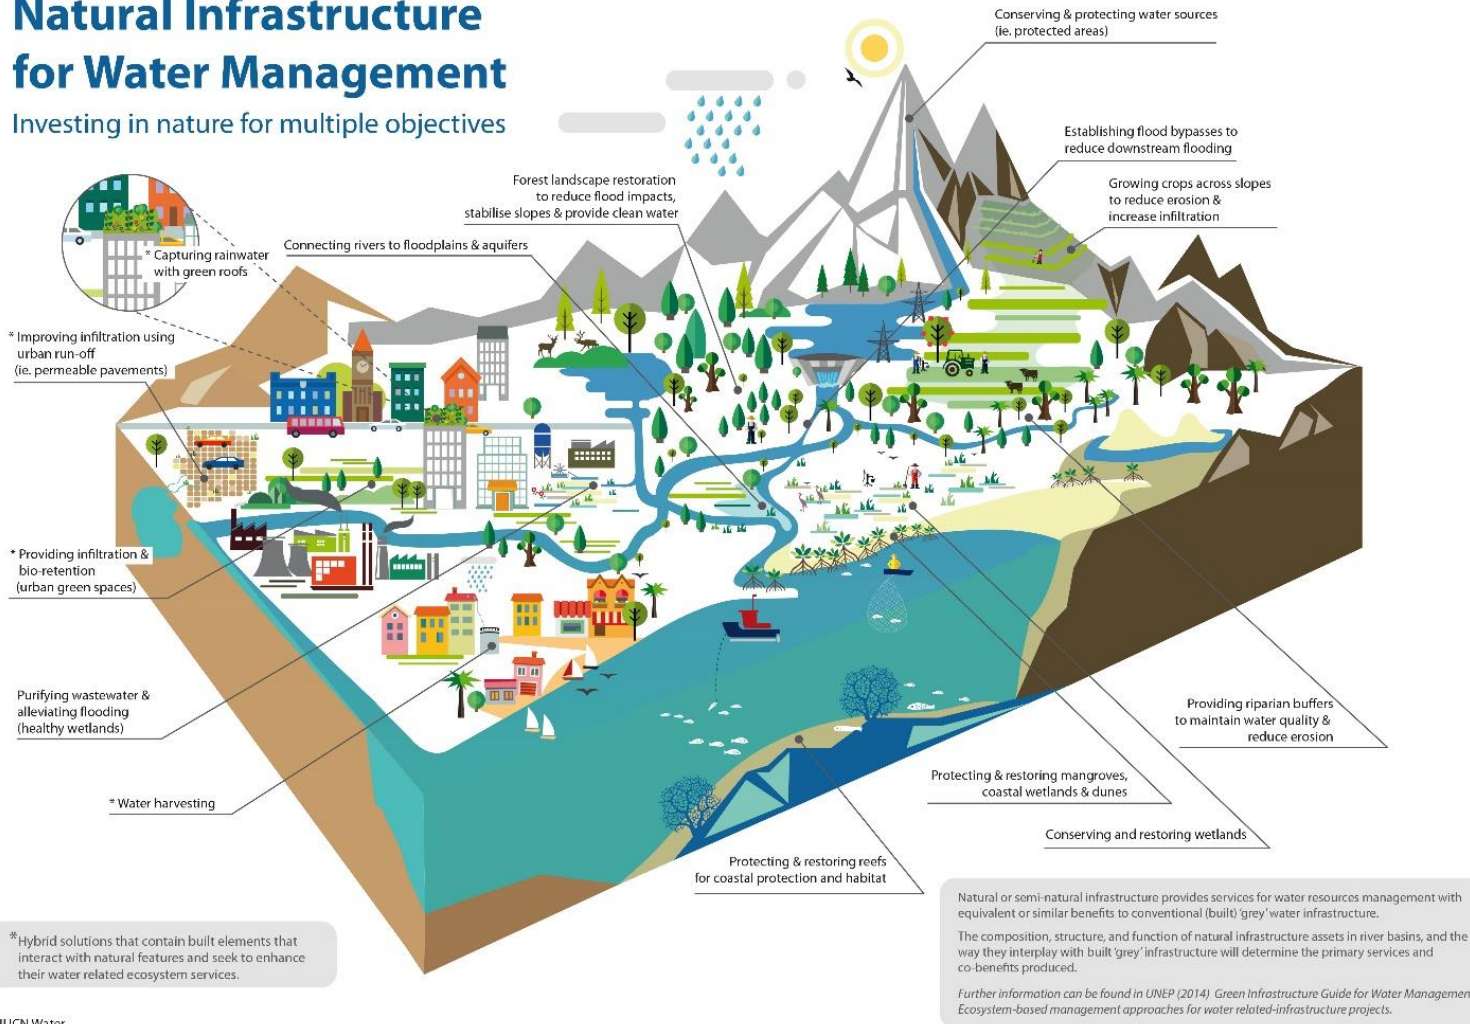 Natural Infrastructure
for Water Management
Investing in nature for multiple objectives
Conserving & protecting water sources
(ie. protected areas)
Establishing flood bypasses to
reduce downstream flooding
Growing crops across slopes
to reduce erosion &
increase infiltration
Forest landscape restoration
to reduce flood impacts,
stabilise slopes & provide clean water
Connecting rivers to floodplains & aquifers
* Capturing rainwater
with green roofs
* Improving infiltration using
urban run-off
(ie. permeable pavements)
* Providing infiltration &
bio-retention
(urban green spaces)
Purifying wastewater &
alleviating flooding
(healthy wetlands)
* Water harvesting
Providing riparian buffers
to maintain water quality &
reduce erosion
Protecting & restoring mangroves,
coastal wetlands & dunes
Conserving and restoring wetlands
Protecting & restoring reefs
for coastal protection and habitat
*Hybrid solutions that contain built elements that
interact with natural features and seek to enhance
their water related ecosystem services.
Natural or semi-natural infrastructure provides services for water resources management with
equivalent or similar benefits to conventional (built) 'grey' water infrastructure.
The composition, structure, and function of natural infrastructure assets in river basins, and the
way they interplay with built 'grey' infrastructure will determine the primary services and
co-benefits produced.
Further information can be found in UNEP (2014) Green Infrastructure Guide for Water Managemen
Ecosystem-based management approaches for water related-infrastructure projects.
IUCN Water